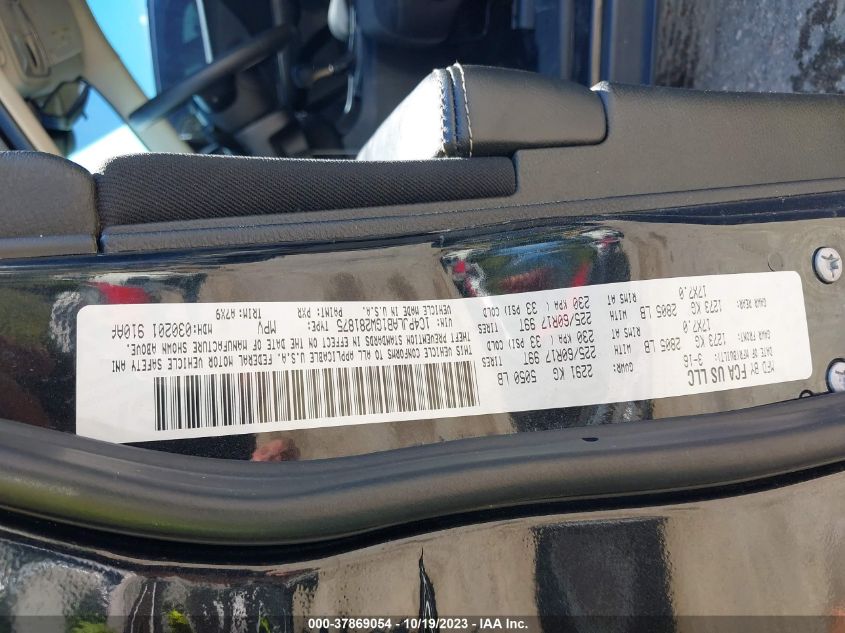 MFD BY FCA US LLC
DATE OF MFR/BUILT: 3-16
GVWR:
2291 KG 5050 LB
GAWR FRONT:
1273 KG 2805 LB
WITH
225/60R17 99T
TIRES
17X7.0
RIMS AT
230 KPA ( 33 PSI) COLD
GAWR REAR:
1273 KG 2805 LB
WITH
225/60R17 99T
TIRES
17X7.0
RIMS AT
230 KPA ( 33 PSI) COLD
THIS VEHICLE CONFORMS TO ALL APPLICABLE U.S.A. FEDERAL MOTOR VEHICLE SAFETY AND
THEFT PREVENTION STANDARDS IN EFFECT ON THE DATE OF MANUFACTURE SHOWN ABOVE.
VIN: 1C4PJLAB1GW281875
TYPE: MPV
MDH: 030201 910AP
VEHICLE MADE IN U.S.A.
PAINT: PXR
TRIM: A7X9
000-37869054 - 10/19/2023 - IAA Inc.